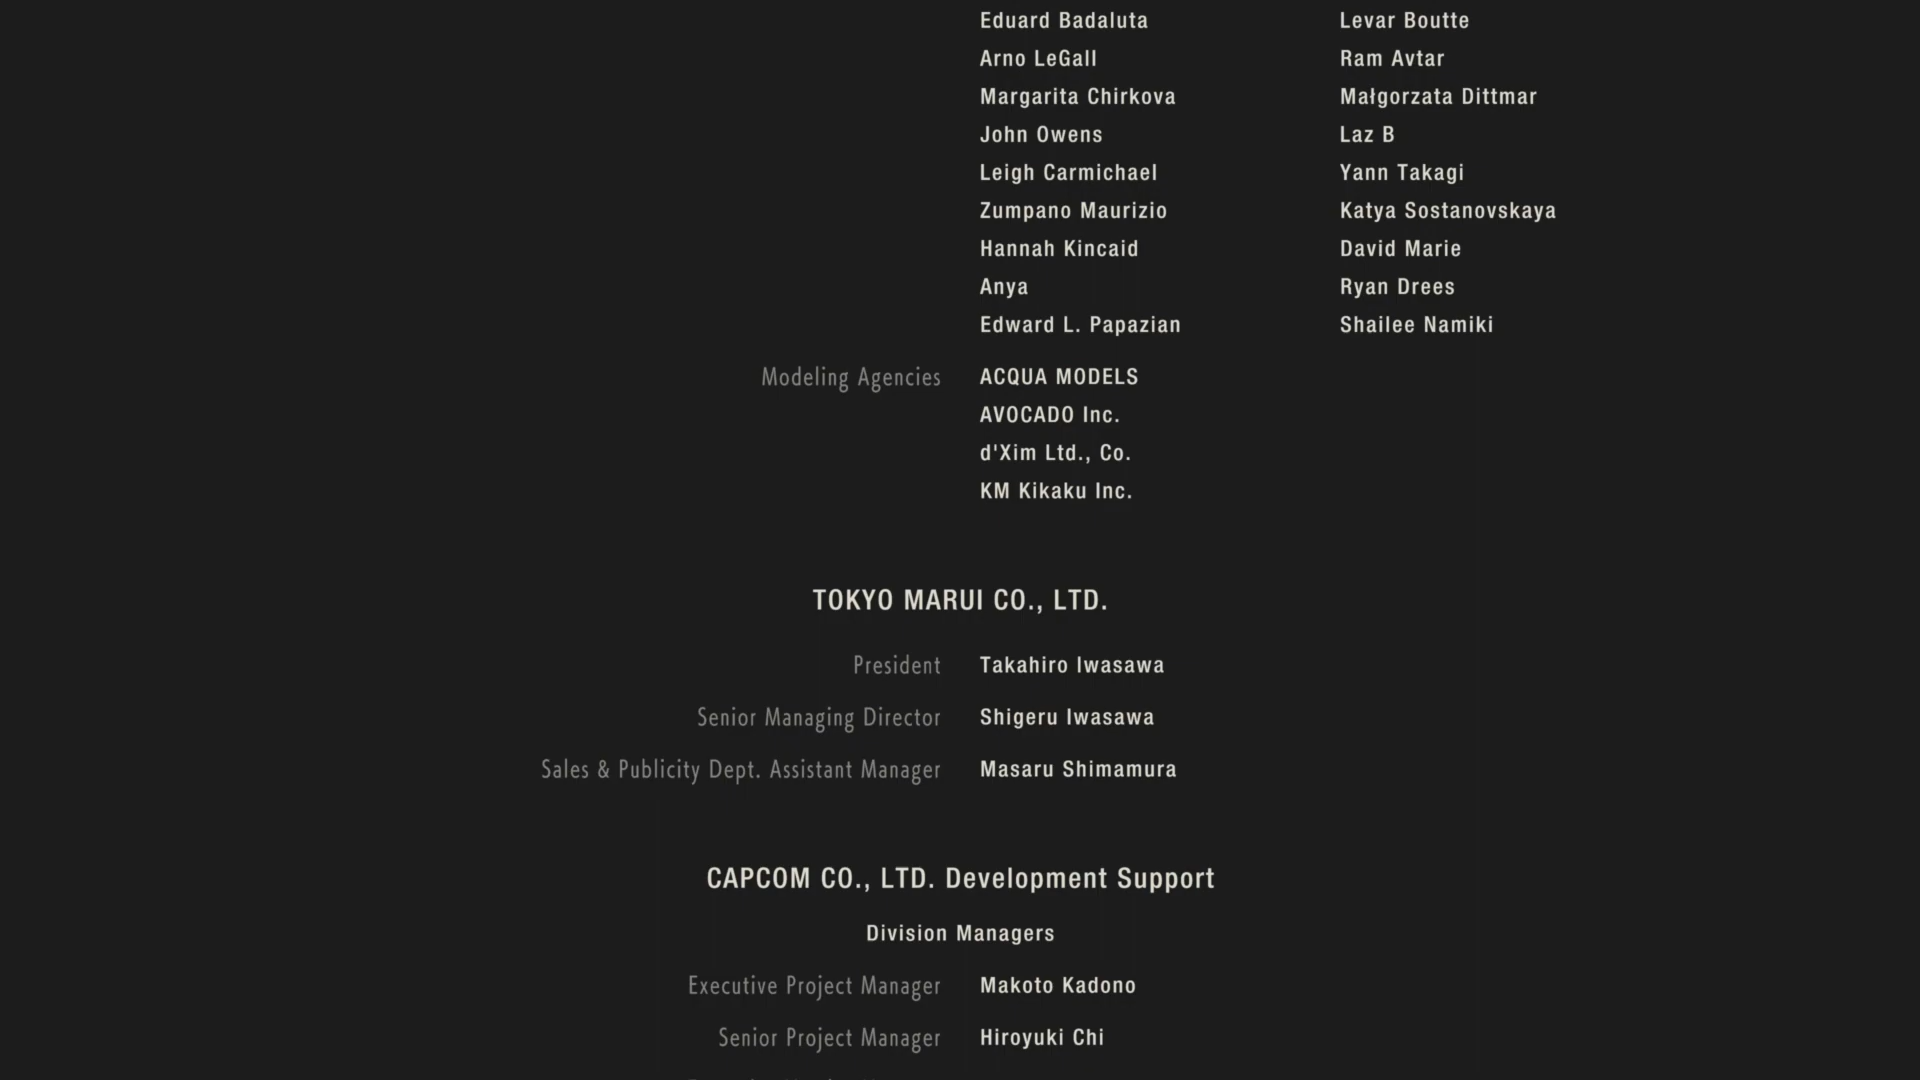 Eduard Badaluta Levar Boutte
Arno LeGall Ram Avtar
Margarita Chirkova Małgorzata Dittmar
John Owens Laz B
Leigh Carmichael Yann Takagi
Zumpano Maurizio Katya Sostanovskaya
Hannah Kincaid David Marie
Anya Ryan Drees
Edward L. Papazian Shailee Namiki
Modeling Agencies ACQUA MODELS
AVOCADO Inc.
d'Xim Ltd., Co.
KM Kikaku Inc.
TOKYO MARUI CO., LTD.
President Takahiro Iwasawa
Senior Managing Director Shigeru Iwasawa
Sales & Publicity Dept. Assistant Manager Masaru Shimamura
CAPCOM CO., LTD. Development Support
Division Managers
Executive Project Manager Makoto Kadono
Senior Project Manager Hiroyuki Chi